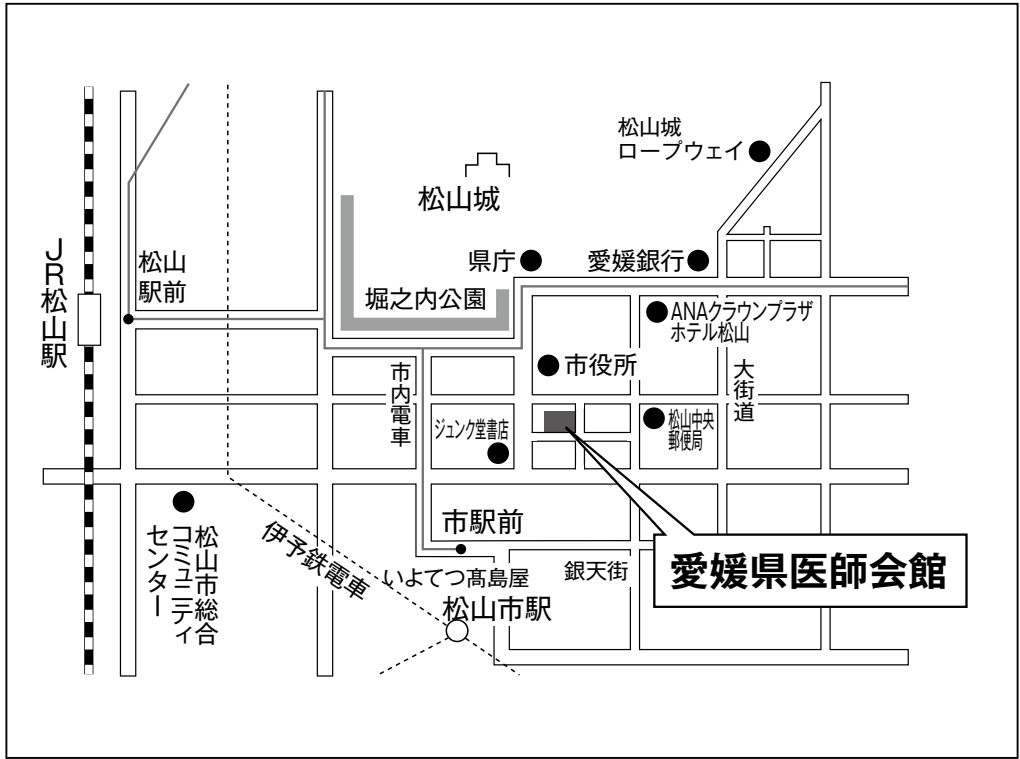 松山城
ロープウェイ
松山城
県庁
愛媛銀行
松山
駅前
JR松山駅
堀之内公園
ANAクラウンプラザ
ホテル松山
市役所
大街道
市内電車
ジュンク堂書店
松山中央
郵便局
松山市総合
コミュニティ
センター
伊予鉄電車
市駅前
いよてつ髙島屋
松山市駅
銀天街
愛媛県医師会館